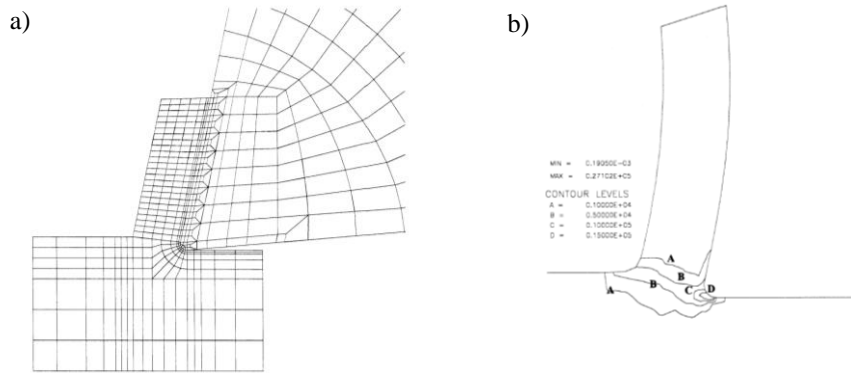 a)
b)
MIN = 0.19050E-03
MAX = 0.27102E+05
CONTOUR LEVELS
A = 0.10000E+04
B = 0.50000E+04
C = 0.10000E+05
D = 0.15000E+05
A
B
A
B
C
D